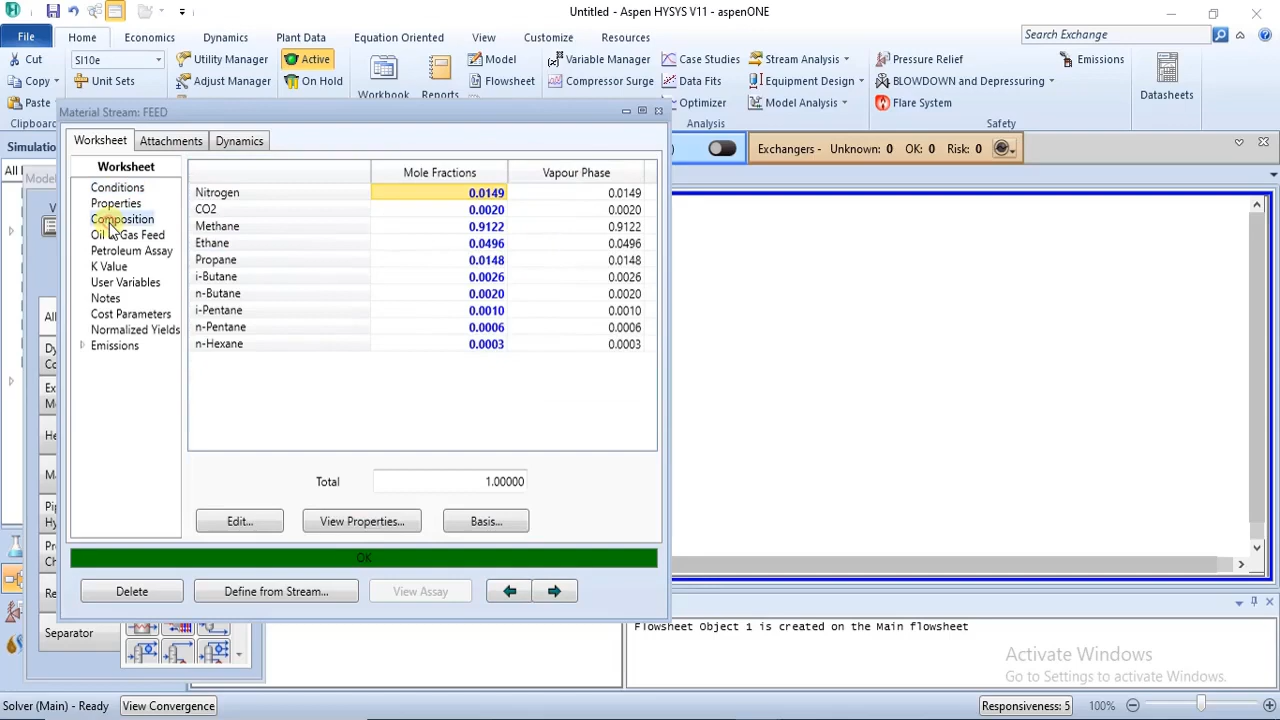 Untitled - Aspen HYSYS V11 - aspenONE
File Home Economics Dynamics Plant Data Equation Oriented View Customize Resources Search Exchange
Cut SI10e Utility Manager Active Model Variable Manager Case Studies Stream Analysis Pressure Relief Emissions
Copy Unit Sets Adjust Manager On Hold Workbook Reports Flowsheet Compressor Surge Data Fits Equipment Design BLOWDOWN and Depressuring Datasheets
Paste Optimizer Model Analysis Flare System
Clipboard Analysis Safety
Material Stream: FEED
Simulation Exchangers - Unknown: 0 OK: 0 Risk: 0
Worksheet Attachments Dynamics
All
Worksheet
Conditions
Properties
Composition
Oil & Gas Feed
Petroleum Assay
K Value
User Variables
Notes
Cost Parameters
Normalized Yields
Emissions
Mole Fractions Vapour Phase
Nitrogen 0.0149 0.0149
CO2 0.0020 0.0020
Methane 0.9122 0.9122
Ethane 0.0496 0.0496
Propane 0.0148 0.0148
i-Butane 0.0026 0.0026
n-Butane 0.0020 0.0020
i-Pentane 0.0010 0.0010
n-Pentane 0.0006 0.0006
n-Hexane 0.0003 0.0003
Total 1.00000
Edit... View Properties... Basis...
OK
Delete Define from Stream... View Assay
Separator
Flowsheet Object 1 is created on the Main flowsheet
Activate Windows
Go to Settings to activate Windows.
Solver (Main) - Ready View Convergence Responsiveness: 5 100%